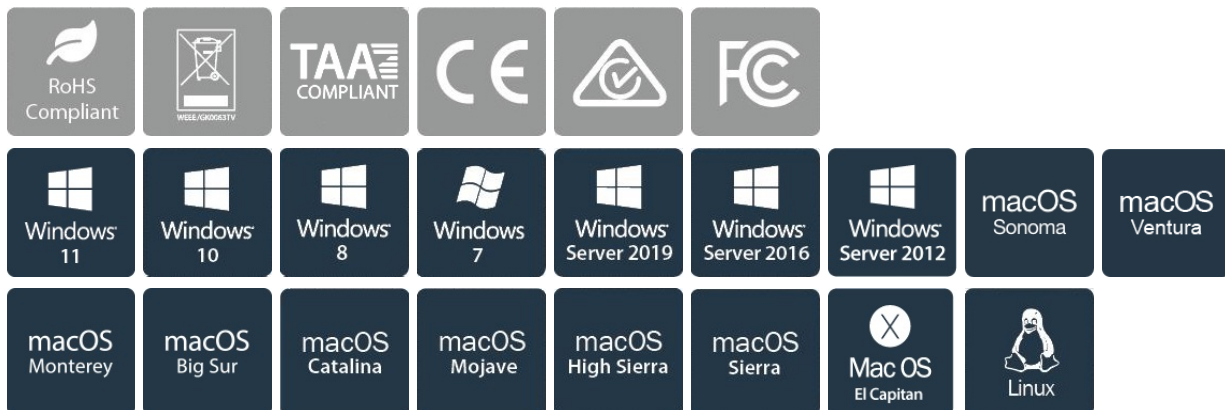 RoHS
Compliant
WEEE/GK0063TV
TAA
COMPLIANT
CE
FC
Windows
11
Windows
10
Windows
8
Windows
7
Windows
Server 2019
Windows
Server 2016
Windows
Server 2012
macOS
Sonoma
macOS
Ventura
macOS
Monterey
macOS
Big Sur
macOS
Catalina
macOS
Mojave
macOS
High Sierra
macOS
Sierra
X
Mac OS
El Capitan
Linux